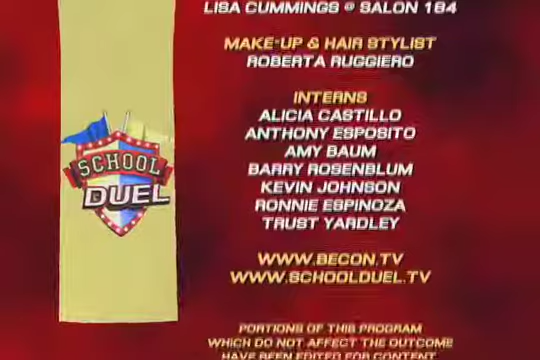 LISA CUMMINGS @ SALON 184
MAKE-UP & HAIR STYLIST
ROBERTA RUGGIERO
INTERNS
ALICIA CASTILLO
ANTHONY ESPOSITO
AMY BAUM
BARRY ROSENBLUM
KEVIN JOHNSON
RONNIE ESPINOZA
TRUST YARDLEY
SCHOOL
DUEL
WWW.BECON.TV
WWW.SCHOOLDUEL.TV
PORTIONS OF THIS PROGRAM
WHICH DO NOT AFFECT THE OUTCOME
HAVE BEEN EDITED FOR CONTENT